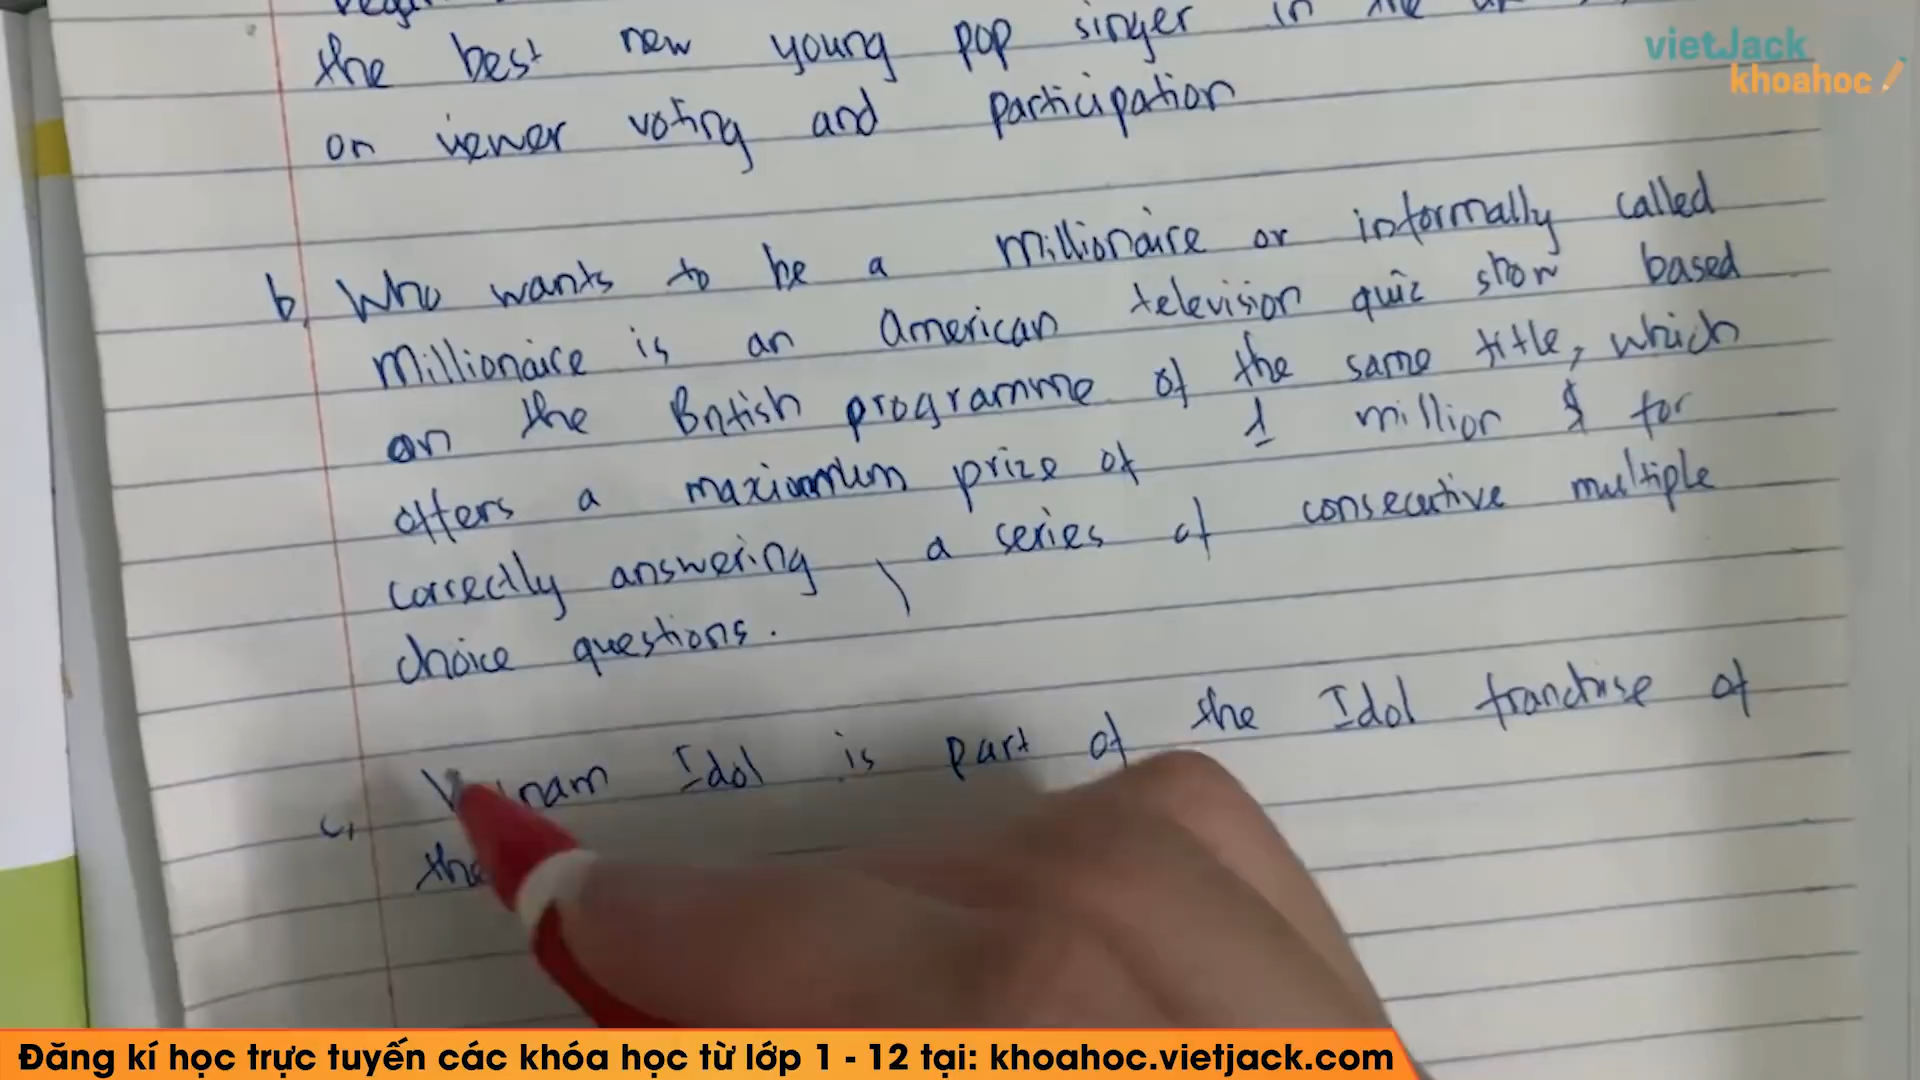 the best new young pop singer in the
on viewer voting and participation
b, Who wants to be a millionaire or informally called
Millionaire is an American television quiz show based
on the British programme of the same title, which
offers a maximum prize of 1 million $ for
correctly answering , a series of consecutive multiple
choice questions.
c, Idol is part of the Idol franchise of
the
vietJack
khoahoc
Đăng kí học trực tuyến các khóa học từ lớp 1 - 12 tại: khoahoc.vietjack.com